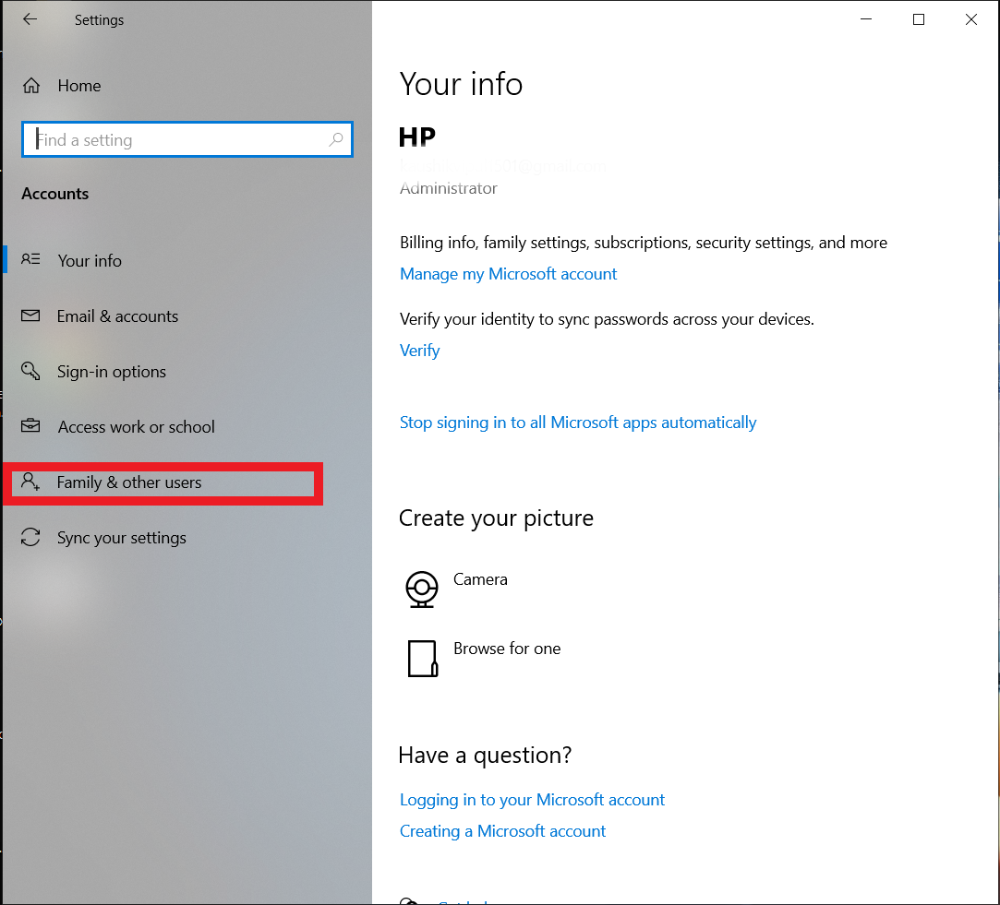 Settings
Home
Find a setting
Accounts
Your info
Email & accounts
Sign-in options
Access work or school
Family & other users
Sync your settings
Your info
HP
Administrator
Billing info, family settings, subscriptions, security settings, and more
Manage my Microsoft account
Verify your identity to sync passwords across your devices.
Verify
Stop signing in to all Microsoft apps automatically
Create your picture
Camera
Browse for one
Have a question?
Logging in to your Microsoft account
Creating a Microsoft account